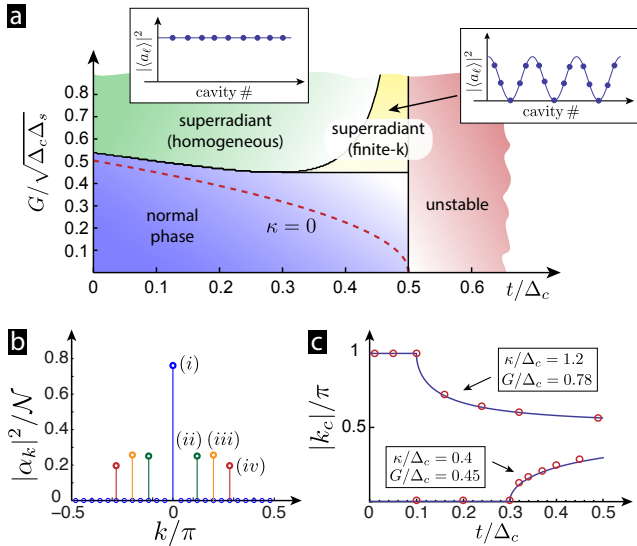 a
|⟨a_ℓ⟩|²
cavity #
|⟨a_ℓ⟩|²
cavity #
G/√Δ_cΔ_s
0.8
0.7
0.6
0.5
0.4
0.3
0.2
0.1
superradiant
(homogeneous)
superradiant
(finite-k)
normal
phase
κ = 0
unstable
0 0.1 0.2 0.3 0.4 0.5 0.6
t/Δ_c
b
|α_k|²/𝒩
0.8
0.4
0.2
0
(i)
(ii) (iii)
(iv)
-0.5 0 0.5
k/π
c
|k_c|/π
1
0
κ/Δ_c = 1.2
G/Δ_c = 0.78
κ/Δ_c = 0.4
G/Δ_c = 0.45
0 0.1 0.2 0.3 0.4 0.5
t/Δ_c